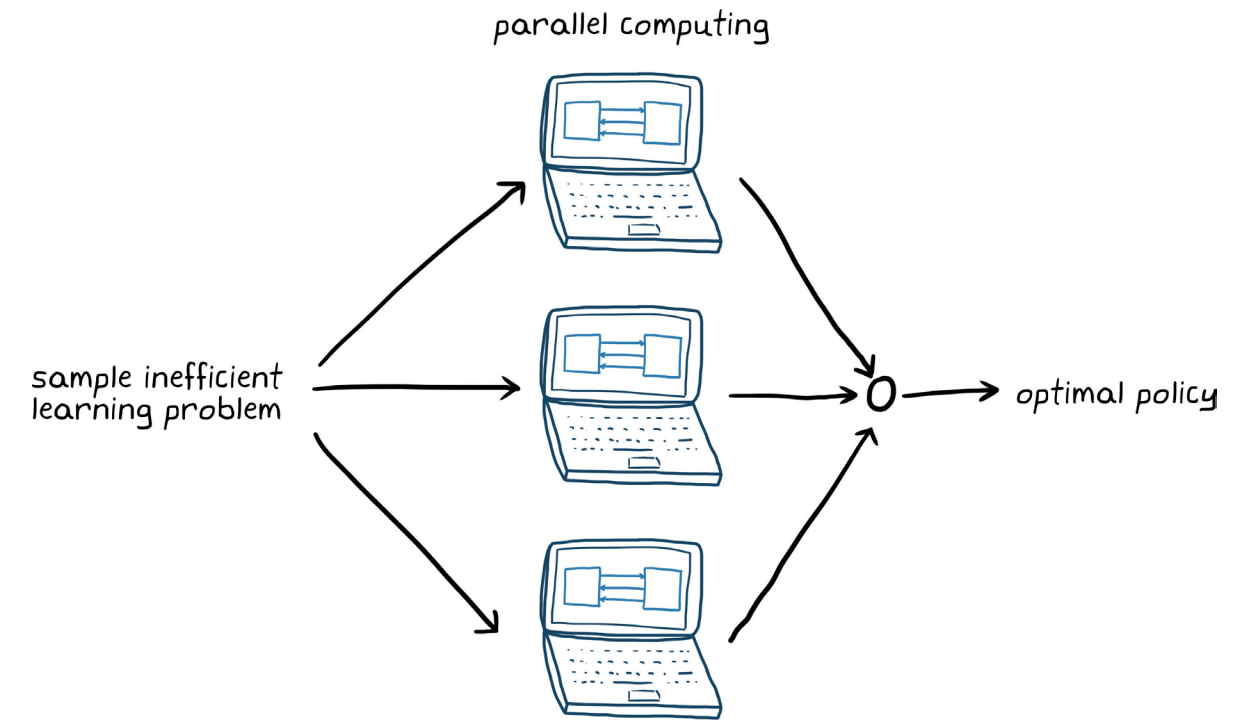 parallel computing
sample inefficient
learning problem
optimal policy